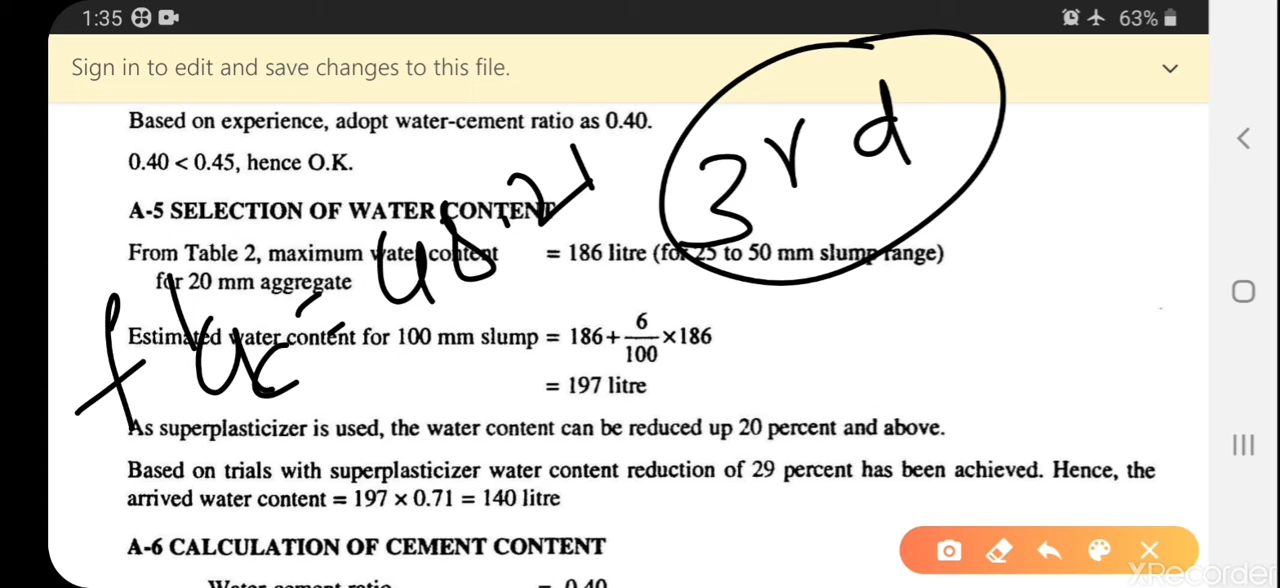 1:35 63%
Sign in to edit and save changes to this file.
Based on experience, adopt water-cement ratio as 0.40.
3rd
0.40 < 0.45, hence O.K.
A-5 SELECTION OF WATER CONTENT
From Table 2, maximum water content = 186 litre (for 25 to 50 mm slump range)
for 20 mm aggregate
Estimated water content for 100 mm slump = 186+ 6/100 ×186
= 197 litre
As superplasticizer is used, the water content can be reduced up 20 percent and above.
Based on trials with superplasticizer water content reduction of 29 percent has been achieved. Hence, the
arrived water content = 197 × 0.71 = 140 litre
A-6 CALCULATION OF CEMENT CONTENT
Water cement ratio = 0.40
XRecorder